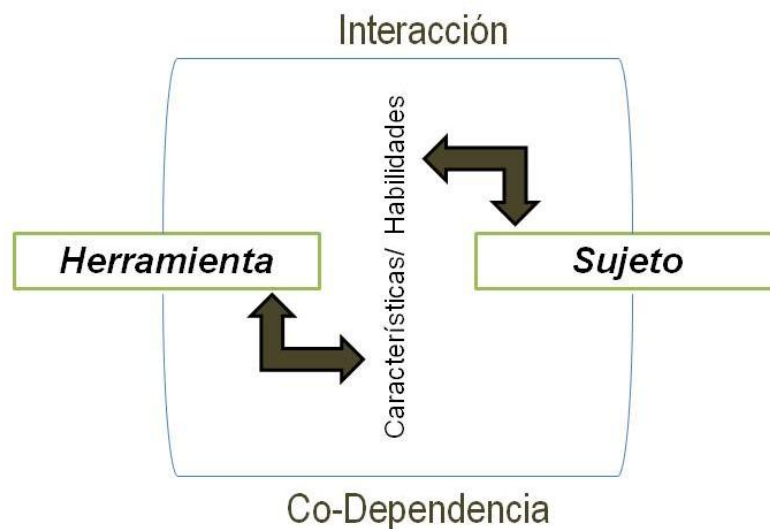 Interacción
Características/ Habilidades
Herramienta
Sujeto
Co-Dependencia